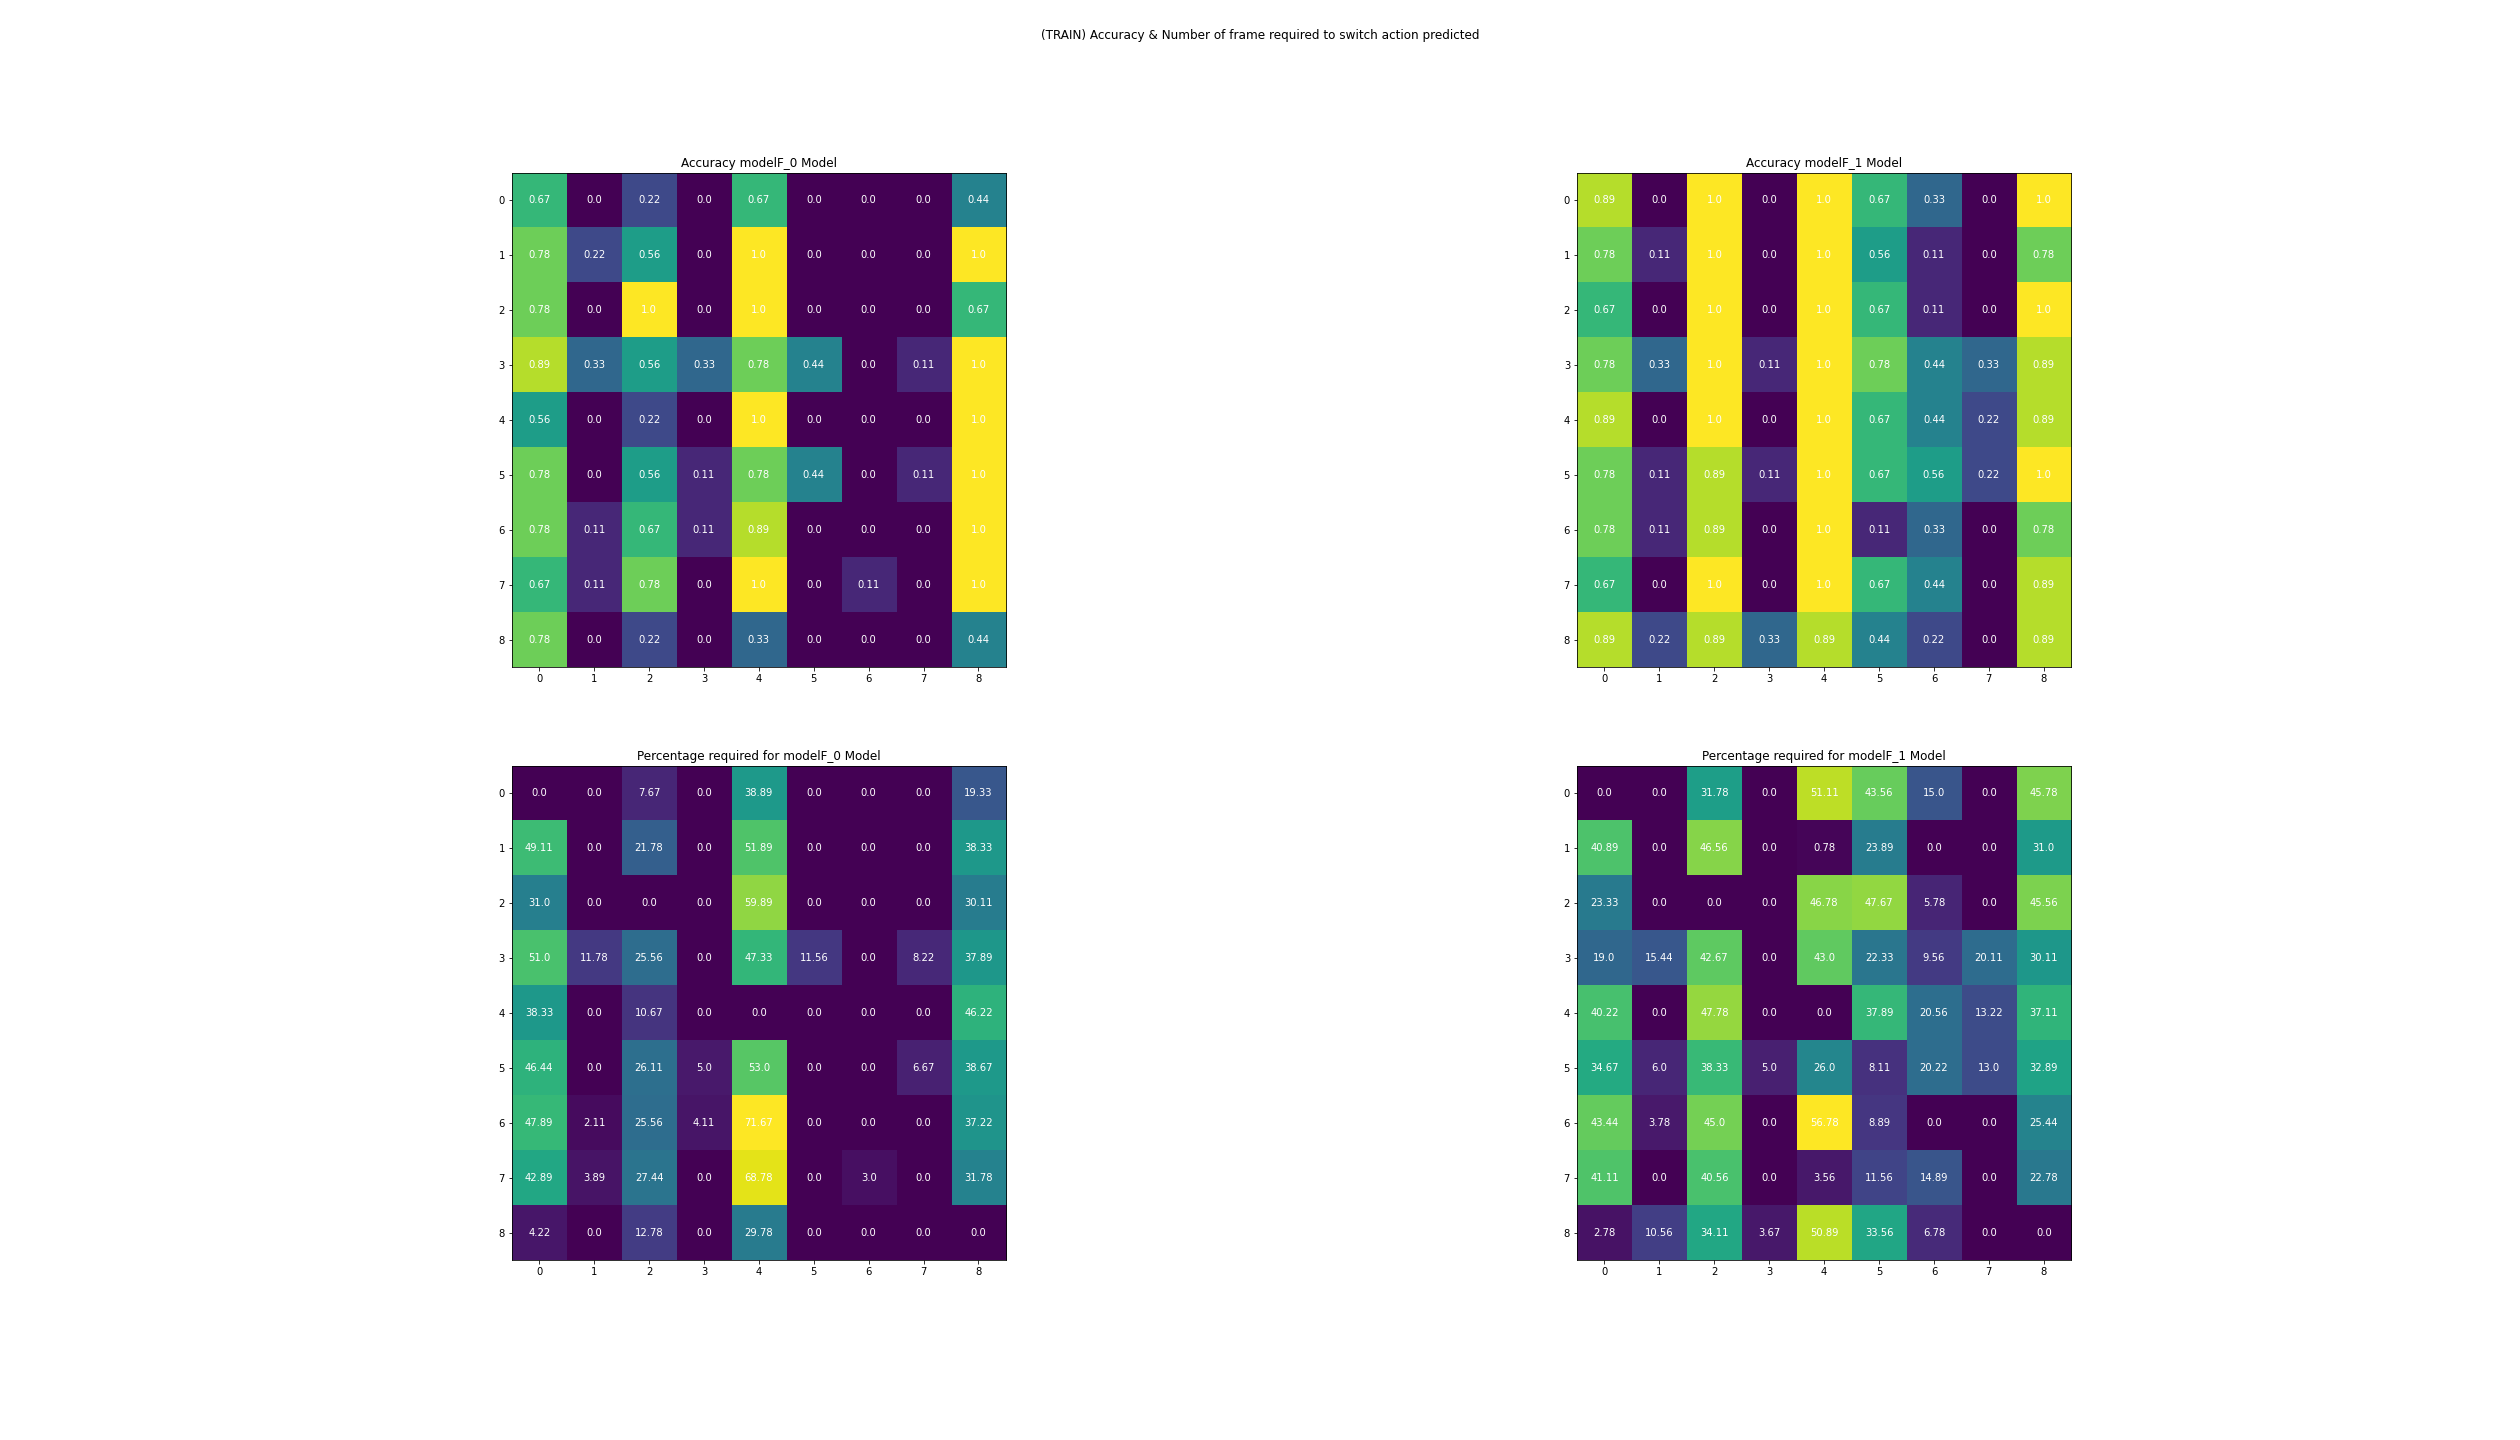 (TRAIN) Accuracy & Number of frame required to switch action predicted
Accuracy modelF_0 Model
0 0.67 0.0 0.22 0.0 0.67 0.0 0.0 0.0 0.44
1 0.78 0.22 0.56 0.0 1.0 0.0 0.0 0.0 1.0
2 0.78 0.0 1.0 0.0 1.0 0.0 0.0 0.0 0.67
3 0.89 0.33 0.56 0.33 0.78 0.44 0.0 0.11 1.0
4 0.56 0.0 0.22 0.0 1.0 0.0 0.0 0.0 1.0
5 0.78 0.0 0.56 0.11 0.78 0.44 0.0 0.11 1.0
6 0.78 0.11 0.67 0.11 0.89 0.0 0.0 0.0 1.0
7 0.67 0.11 0.78 0.0 1.0 0.0 0.11 0.0 1.0
8 0.78 0.0 0.22 0.0 0.33 0.0 0.0 0.0 0.44
0 1 2 3 4 5 6 7 8
Accuracy modelF_1 Model
0 0.89 0.0 1.0 0.0 1.0 0.67 0.33 0.0 1.0
1 0.78 0.11 1.0 0.0 1.0 0.56 0.11 0.0 0.78
2 0.67 0.0 1.0 0.0 1.0 0.67 0.11 0.0 1.0
3 0.78 0.33 1.0 0.11 1.0 0.78 0.44 0.33 0.89
4 0.89 0.0 1.0 0.0 1.0 0.67 0.44 0.22 0.89
5 0.78 0.11 0.89 0.11 1.0 0.67 0.56 0.22 1.0
6 0.78 0.11 0.89 0.0 1.0 0.11 0.33 0.0 0.78
7 0.67 0.0 1.0 0.0 1.0 0.67 0.44 0.0 0.89
8 0.89 0.22 0.89 0.33 0.89 0.44 0.22 0.0 0.89
0 1 2 3 4 5 6 7 8
Percentage required for modelF_0 Model
0 0.0 0.0 7.67 0.0 38.89 0.0 0.0 0.0 19.33
1 49.11 0.0 21.78 0.0 51.89 0.0 0.0 0.0 38.33
2 31.0 0.0 0.0 0.0 59.89 0.0 0.0 0.0 30.11
3 51.0 11.78 25.56 0.0 47.33 11.56 0.0 8.22 37.89
4 38.33 0.0 10.67 0.0 0.0 0.0 0.0 0.0 46.22
5 46.44 0.0 26.11 5.0 53.0 0.0 0.0 6.67 38.67
6 47.89 2.11 25.56 4.11 71.67 0.0 0.0 0.0 37.22
7 42.89 3.89 27.44 0.0 68.78 0.0 3.0 0.0 31.78
8 4.22 0.0 12.78 0.0 29.78 0.0 0.0 0.0 0.0
0 1 2 3 4 5 6 7 8
Percentage required for modelF_1 Model
0 0.0 0.0 31.78 0.0 51.11 43.56 15.0 0.0 45.78
1 40.89 0.0 46.56 0.0 0.78 23.89 0.0 0.0 31.0
2 23.33 0.0 0.0 0.0 46.78 47.67 5.78 0.0 45.56
3 19.0 15.44 42.67 0.0 43.0 22.33 9.56 20.11 30.11
4 40.22 0.0 47.78 0.0 0.0 37.89 20.56 13.22 37.11
5 34.67 6.0 38.33 5.0 26.0 8.11 20.22 13.0 32.89
6 43.44 3.78 45.0 0.0 56.78 8.89 0.0 0.0 25.44
7 41.11 0.0 40.56 0.0 3.56 11.56 14.89 0.0 22.78
8 2.78 10.56 34.11 3.67 50.89 33.56 6.78 0.0 0.0
0 1 2 3 4 5 6 7 8